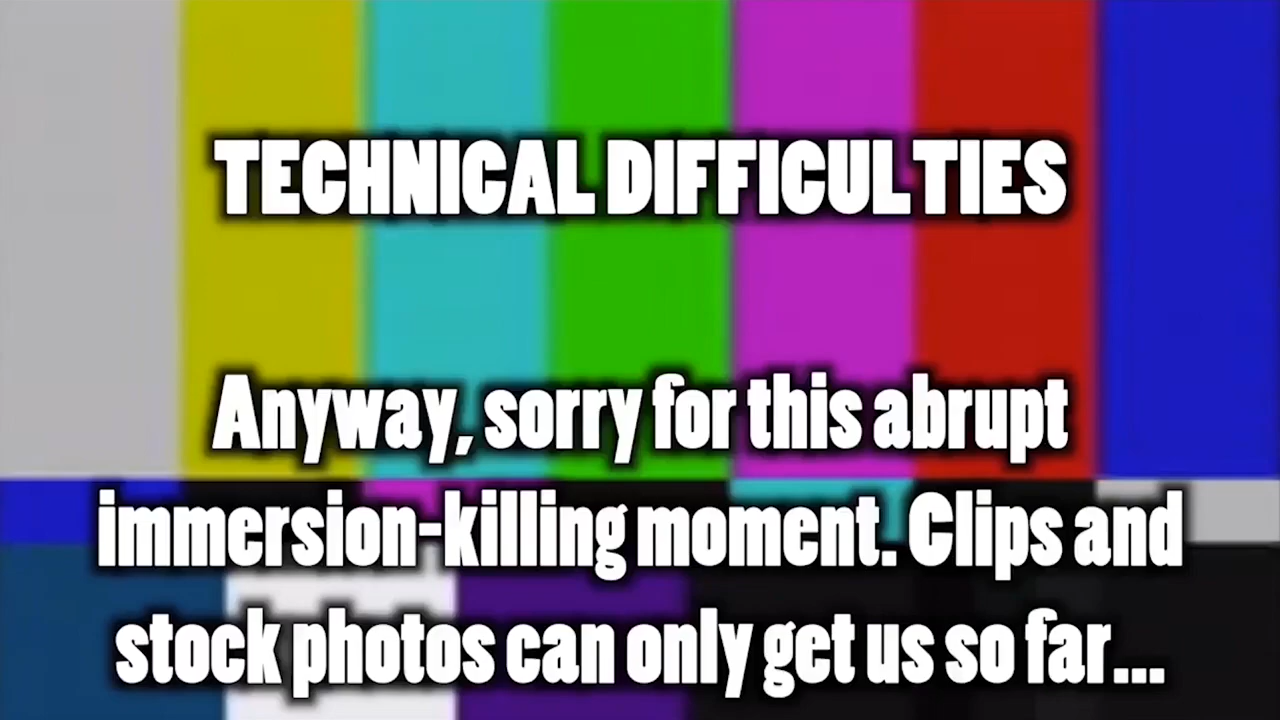 TECHNICAL DIFFICULTIES
Anyway, sorry for this abrupt
immersion-killing moment. Clips and
stock photos can only get us so far...